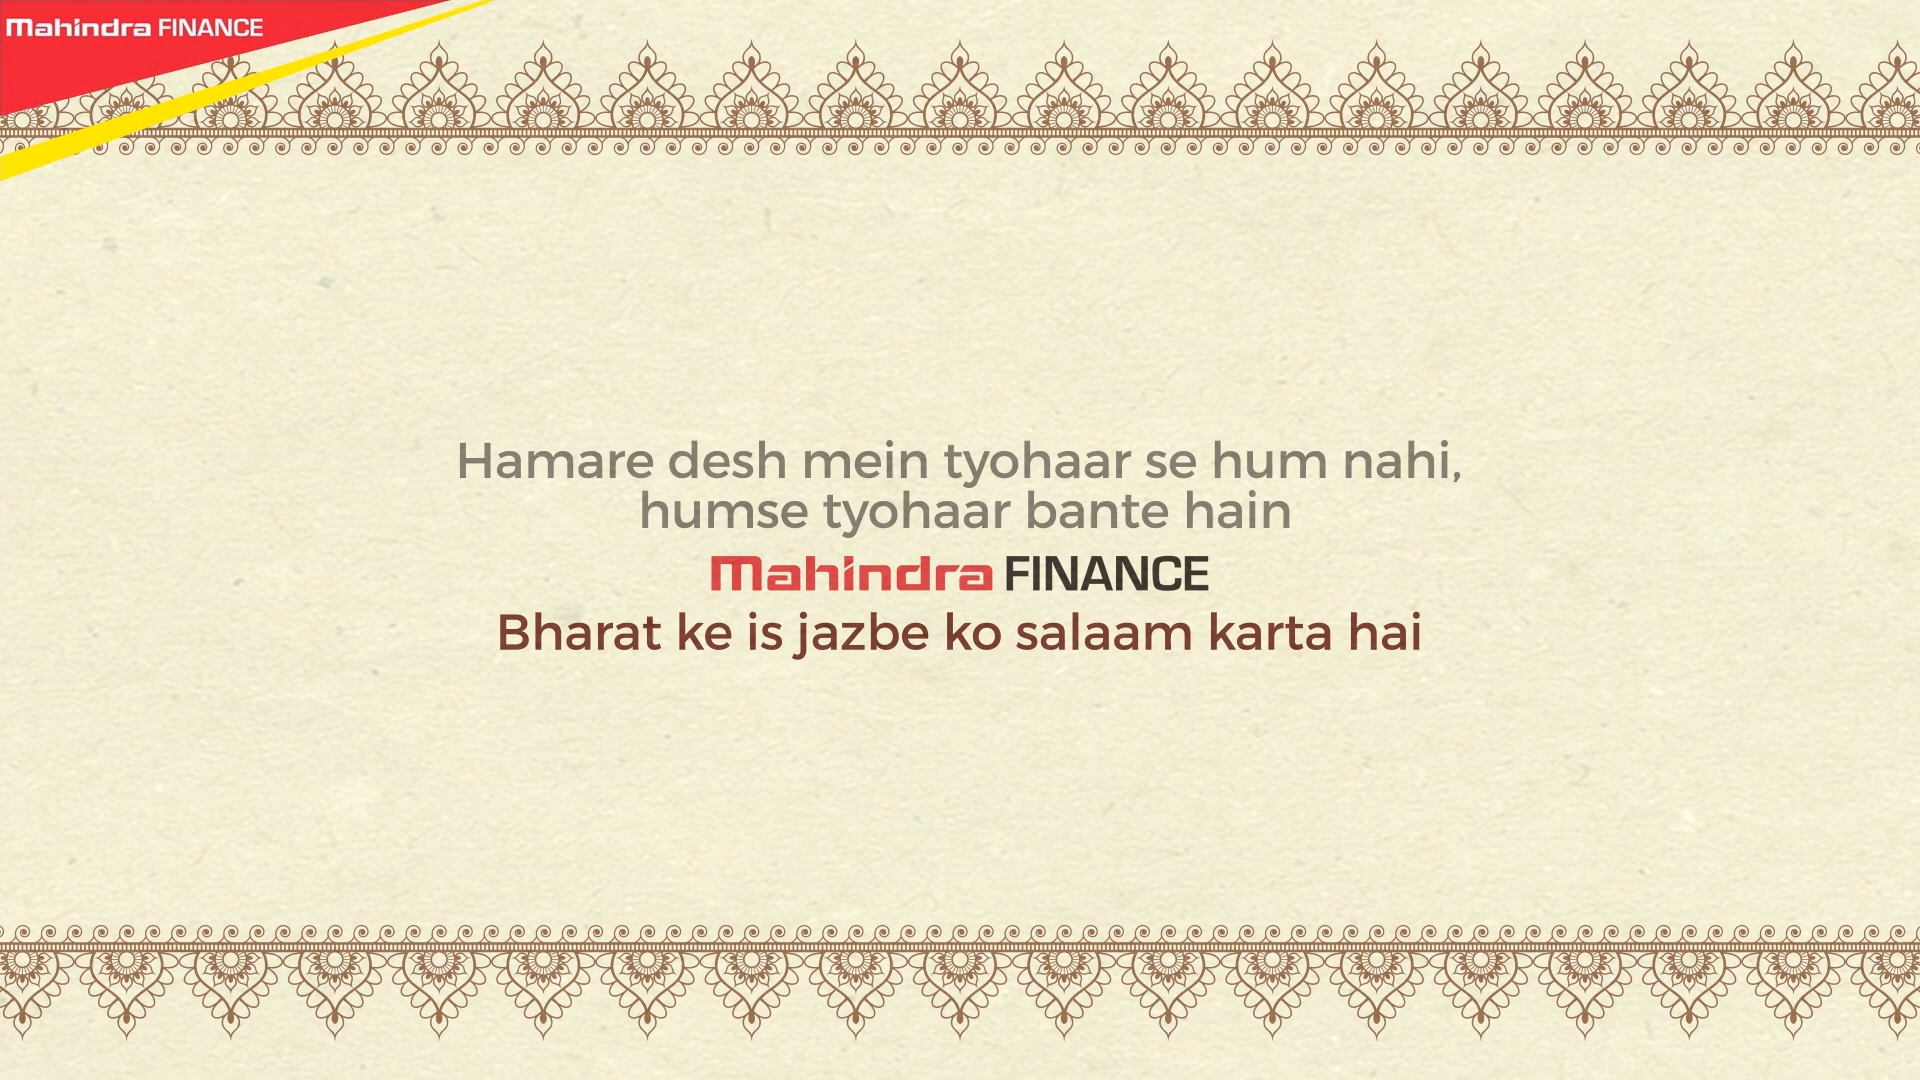 Mahindra FINANCE
Hamare desh mein tyohaar se hum nahi,
humse tyohaar bante hain
Mahindra FINANCE
Bharat ke is jazbe ko salaam karta hai